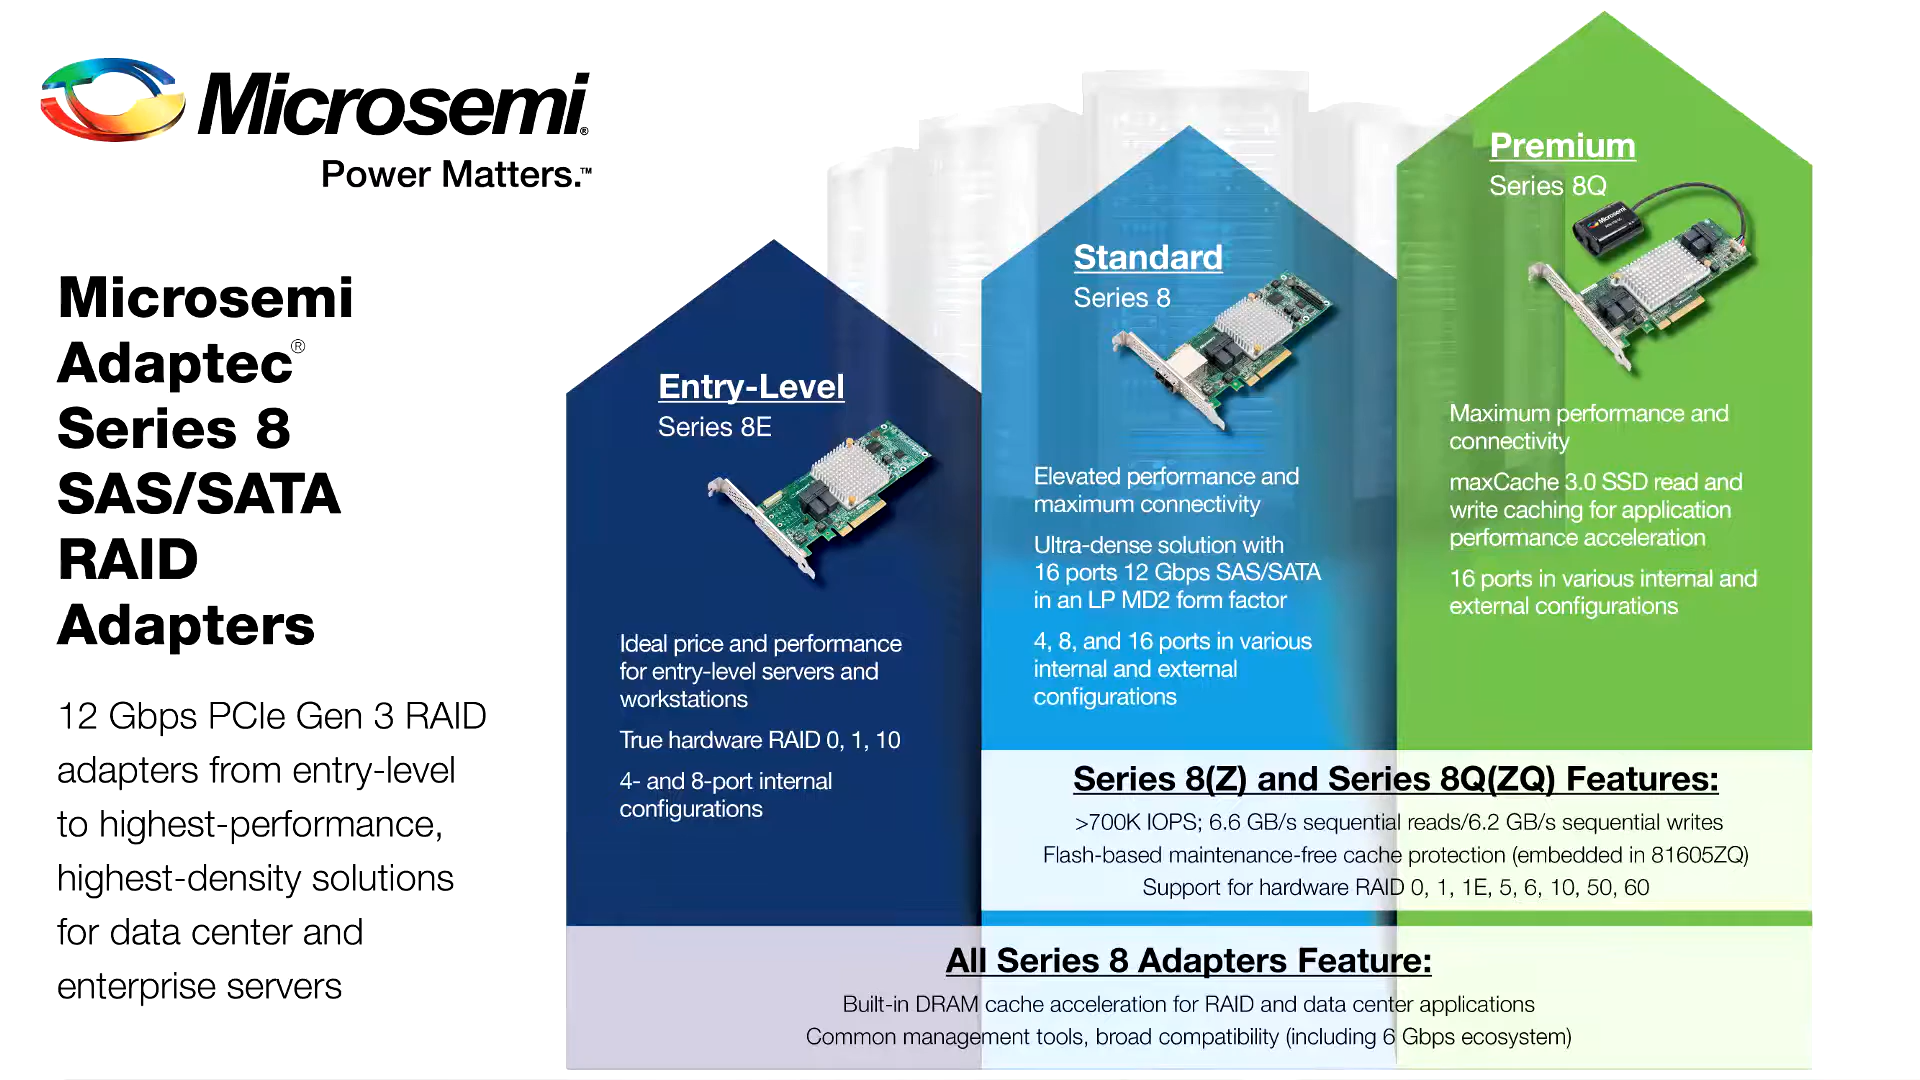 Microsemi®
Power Matters.™
Microsemi
Adaptec®
Series 8
SAS/SATA
RAID
Adapters
12 Gbps PCIe Gen 3 RAID
adapters from entry-level
to highest-performance,
highest-density solutions
for data center and
enterprise servers
Entry-Level
Series 8E
Ideal price and performance
for entry-level servers and
workstations
True hardware RAID 0, 1, 10
4- and 8-port internal
configurations
Standard
Series 8
Elevated performance and
maximum connectivity
Ultra-dense solution with
16 ports 12 Gbps SAS/SATA
in an LP MD2 form factor
4, 8, and 16 ports in various
internal and external
configurations
Premium
Series 8Q
Microsemi
Maximum performance and
connectivity
maxCache 3.0 SSD read and
write caching for application
performance acceleration
16 ports in various internal and
external configurations
Series 8(Z) and Series 8Q(ZQ) Features:
>700K IOPS; 6.6 GB/s sequential reads/6.2 GB/s sequential writes
Flash-based maintenance-free cache protection (embedded in 81605ZQ)
Support for hardware RAID 0, 1, 1E, 5, 6, 10, 50, 60
All Series 8 Adapters Feature:
Built-in DRAM cache acceleration for RAID and data center applications
Common management tools, broad compatibility (including 6 Gbps ecosystem)